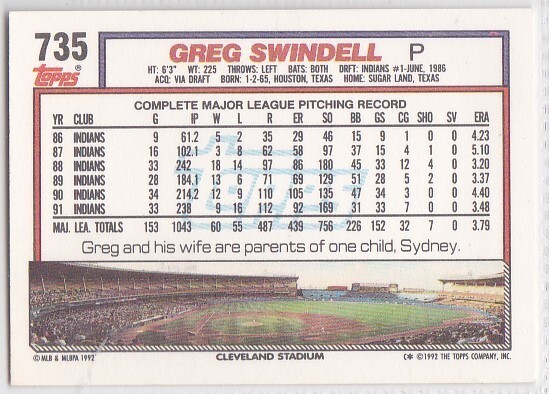 735
Topps
GREG SWINDELL P
HT: 6'3" WT: 225 THROWS: LEFT BATS: BOTH DRFT: INDIANS #1-JUNE, 1986
ACQ: VIA DRAFT BORN: 1-2-65, HOUSTON, TEXAS HOME: SUGAR LAND, TEXAS
COMPLETE MAJOR LEAGUE PITCHING RECORD
YR CLUB G IP W L R ER SO BB GS CG SHO SV ERA
86 INDIANS 9 61.2 5 2 35 29 46 15 9 1 0 0 4.23
87 INDIANS 16 102.1 3 8 62 58 97 37 15 4 1 0 5.10
88 INDIANS 33 242 18 14 97 86 180 45 33 12 4 0 3.20
89 INDIANS 28 184.1 13 6 71 69 129 51 28 5 2 0 3.37
90 INDIANS 34 214.2 12 9 110 105 135 47 34 3 0 0 4.40
91 INDIANS 33 238 9 16 112 92 169 31 33 7 0 0 3.48
MAJ. LEA. TOTALS 153 1043 60 55 487 439 756 226 152 32 7 0 3.79
Greg and his wife are parents of one child, Sydney.
© MLB & MLBPA 1992 CLEVELAND STADIUM C* © 1992 THE TOPPS COMPANY, INC.